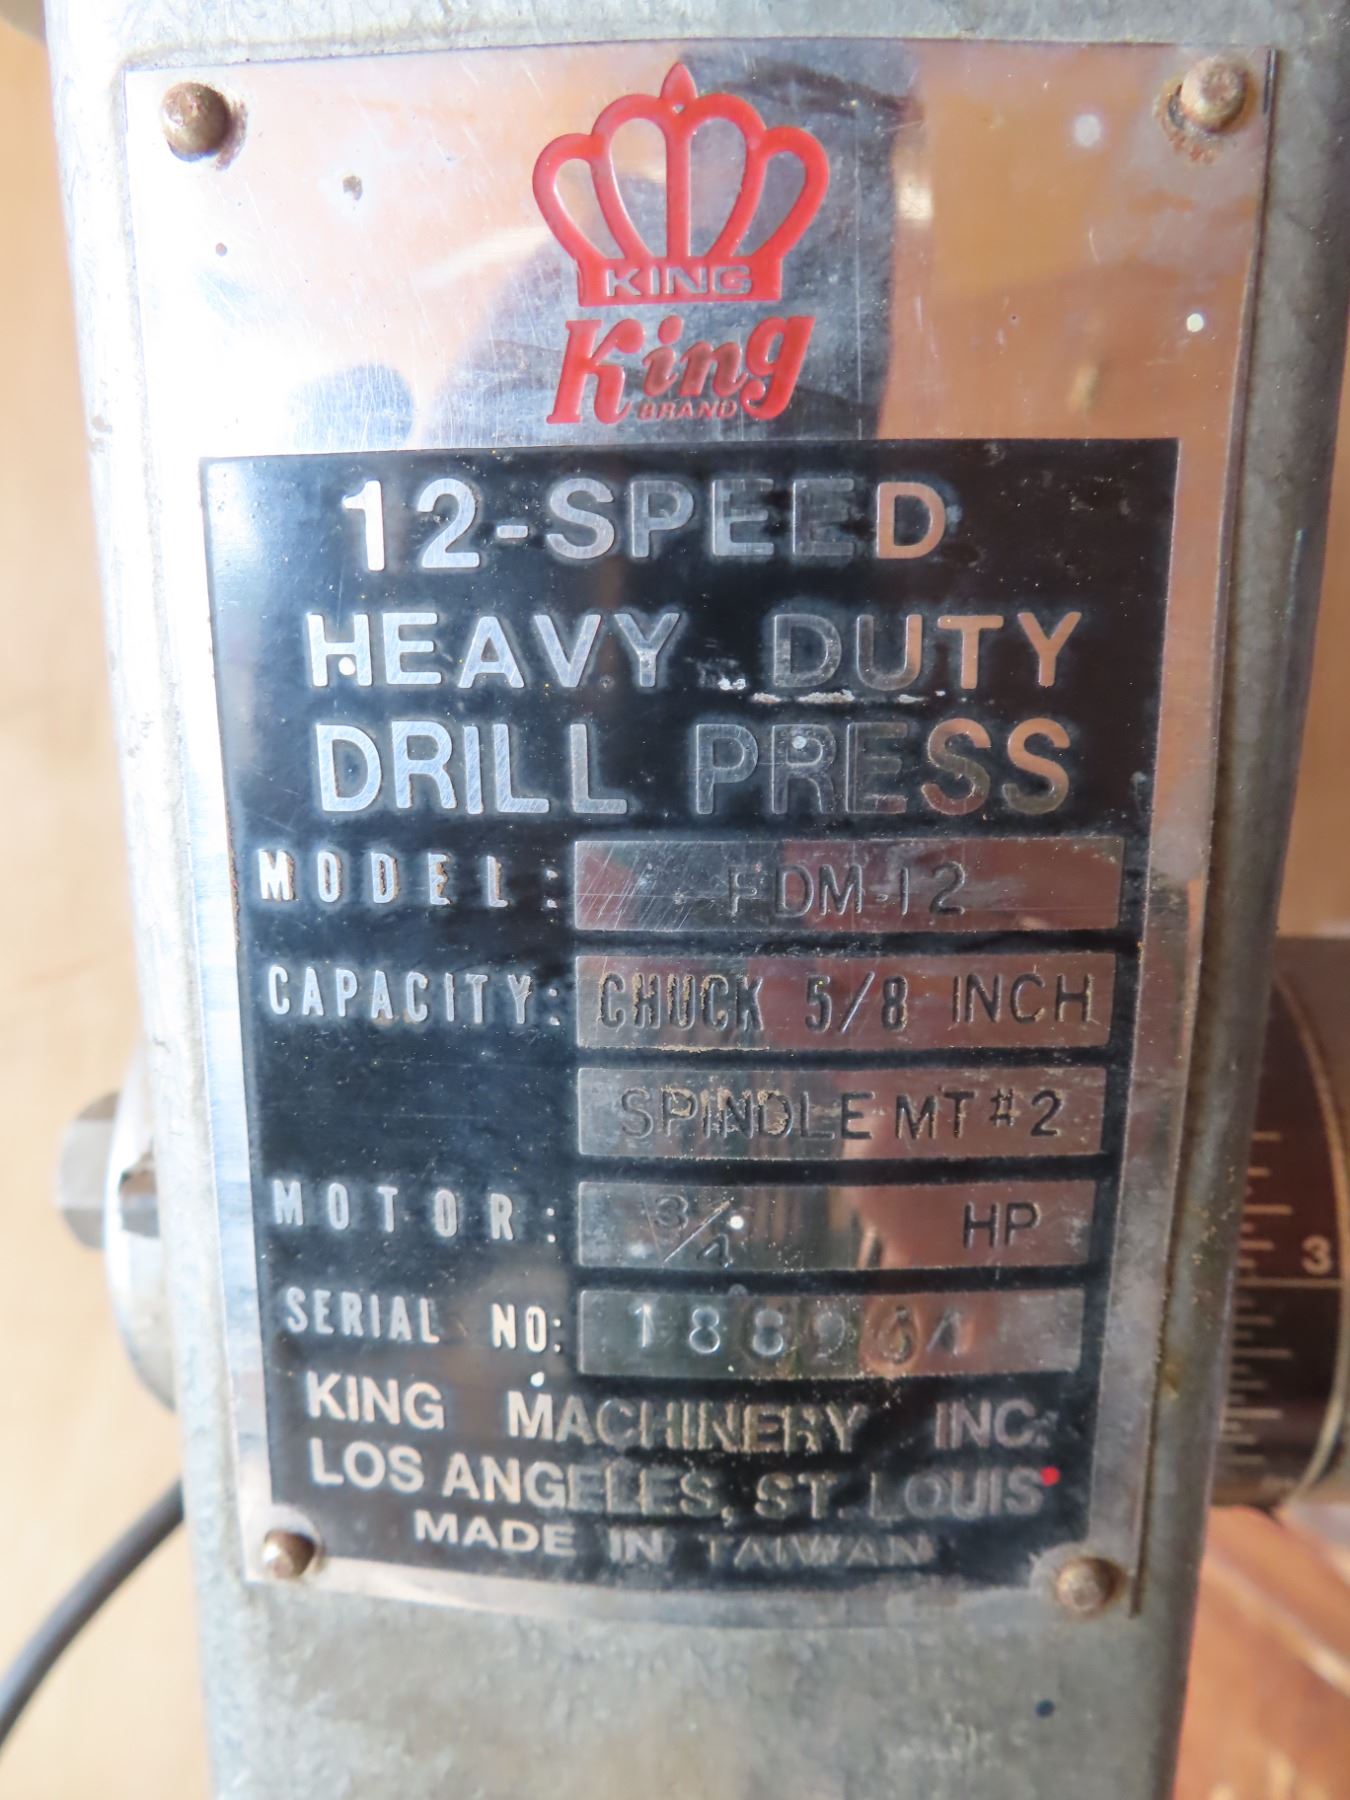 KING
King
BRAND
12-SPEED
HEAVY DUTY
DRILL PRESS
MODEL: FDM-12
CAPACITY: CHUCK 5/8 INCH
SPINDLE MT #2
MOTOR: 3/4 HP
SERIAL NO:
KING MACHINERY INC.
LOS ANGELES, ST. LOUIS
MADE IN TAIWAN
3